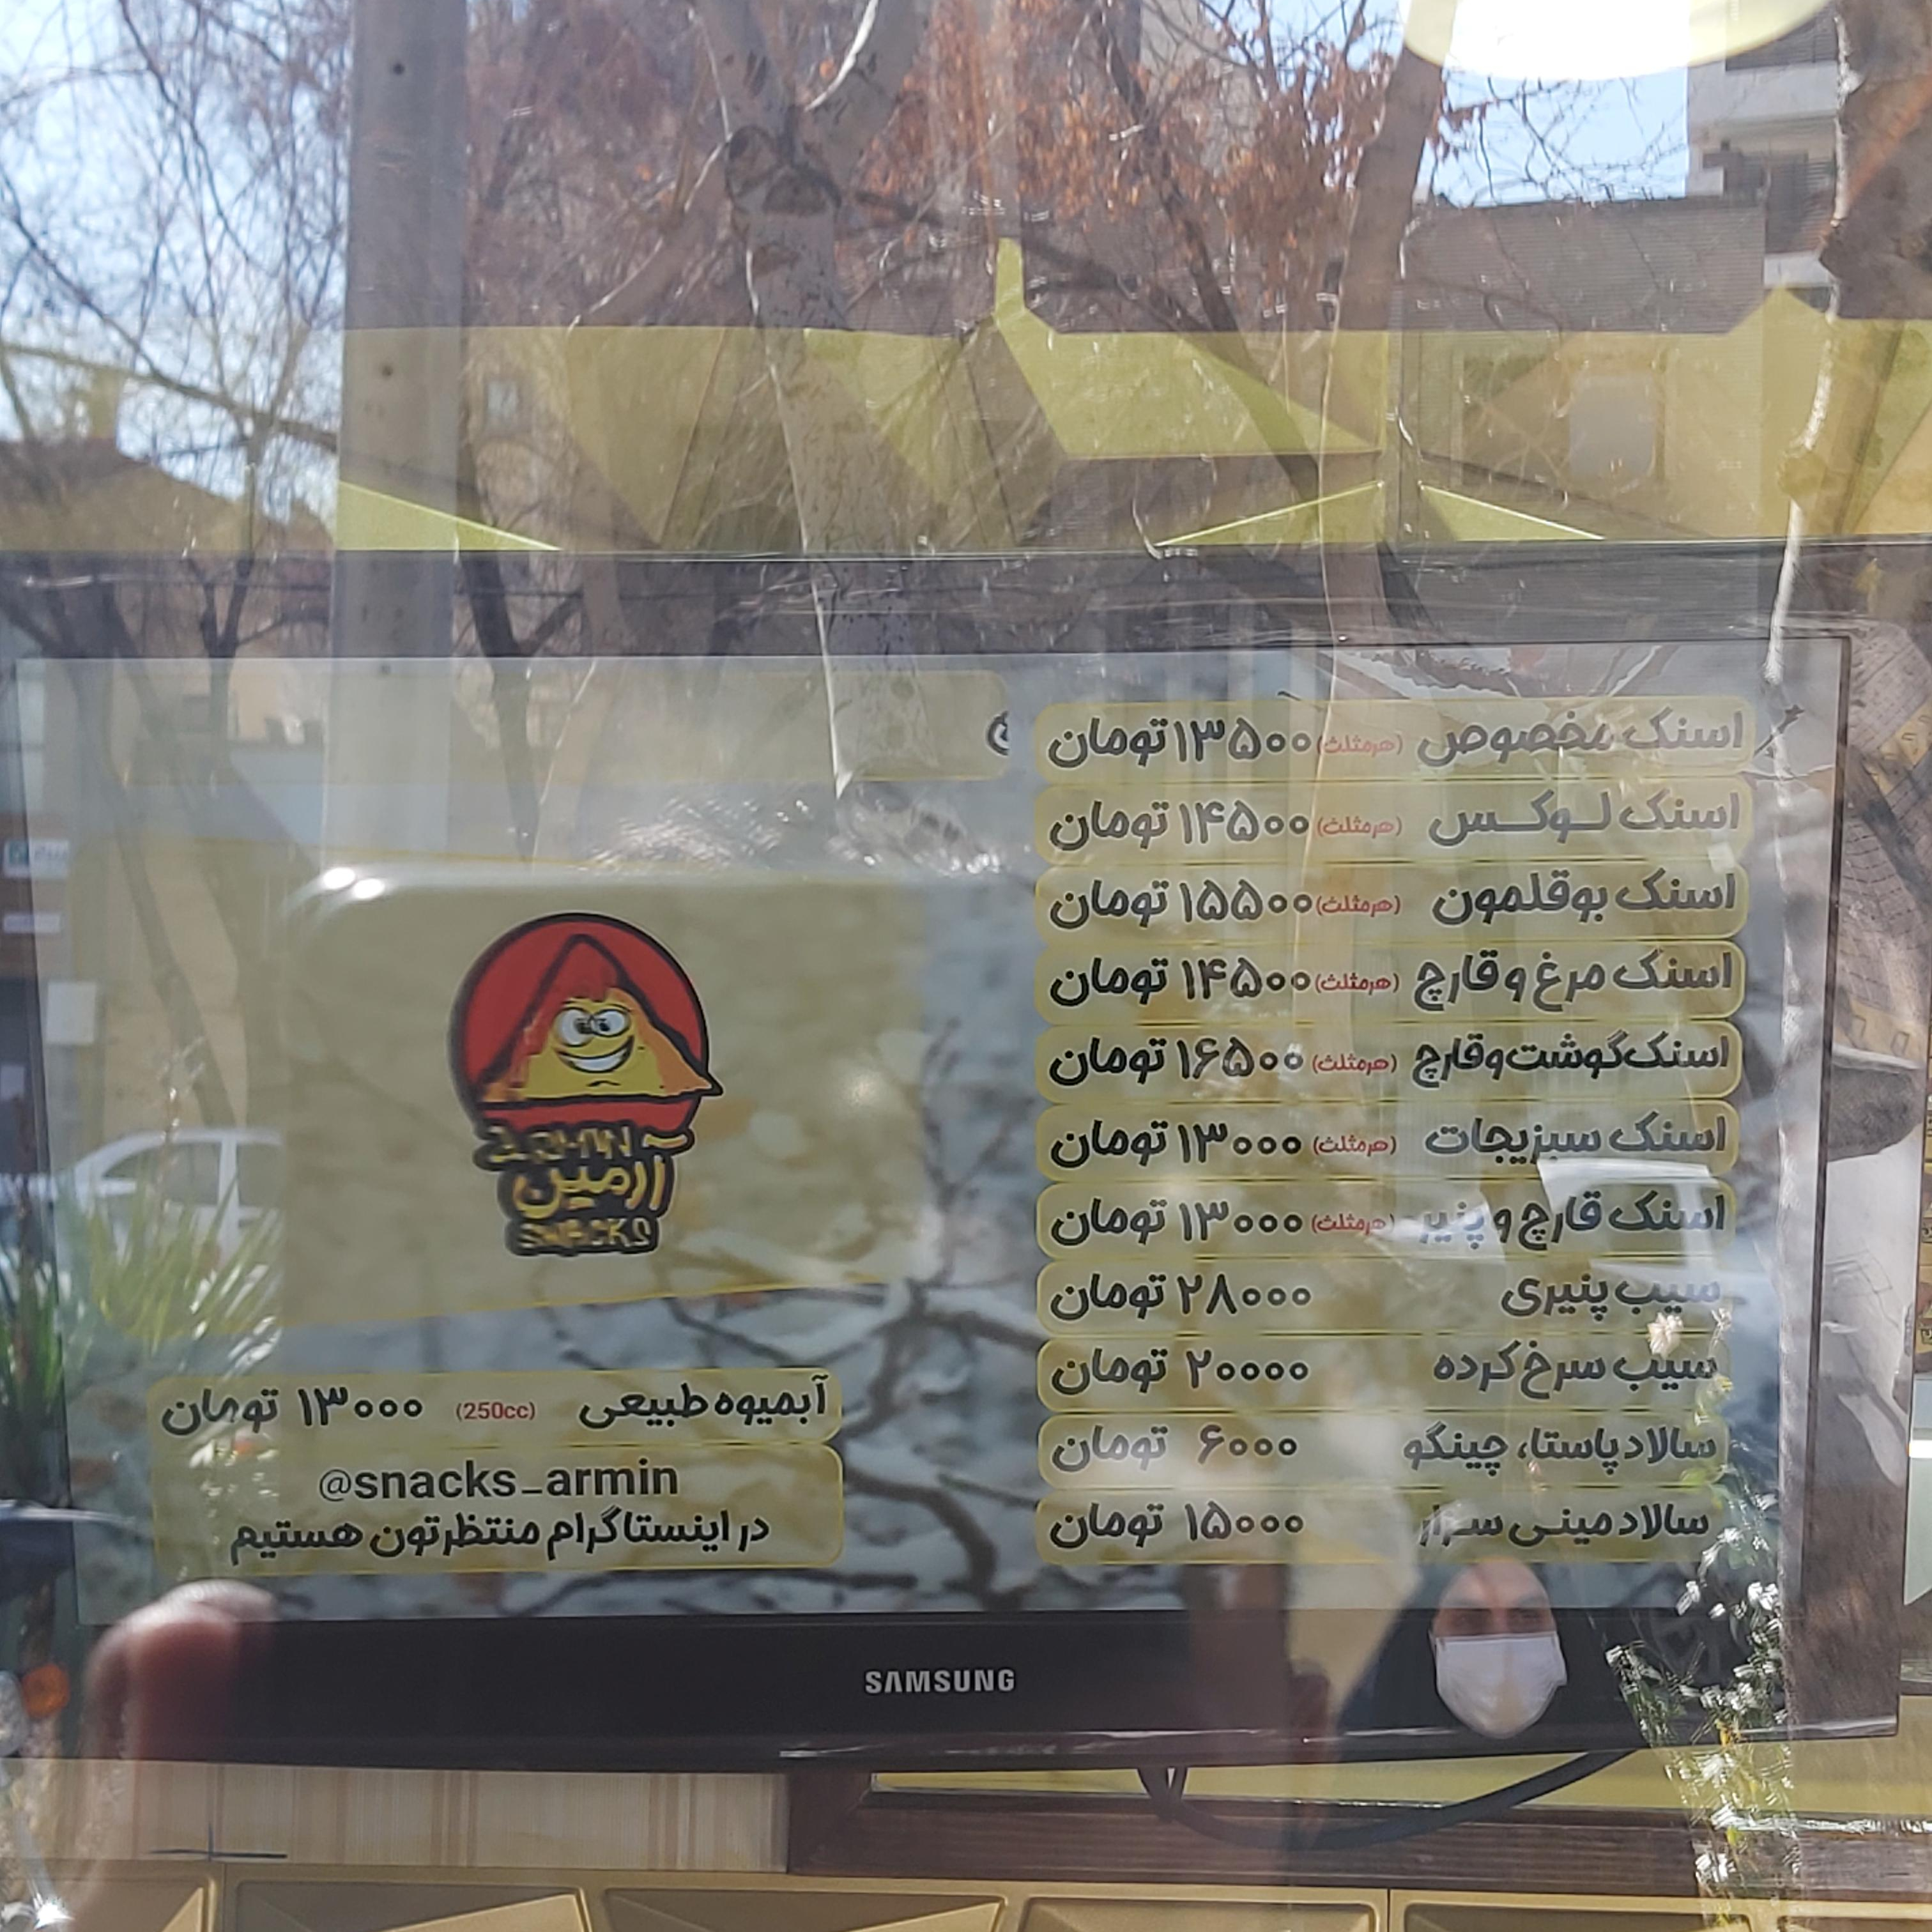 اسنک مخصوص (هرمثلث) ۱۳۵۰۰ تومان
اسنک لوکس (هرمثلث) ۱۴۵۰۰ تومان
اسنک بوقلمون (هرمثلث) ۱۵۵۰۰ تومان
اسنک مرغ و قارچ (هرمثلث) ۱۴۵۰۰ تومان
اسنک گوشت و قارچ (هرمثلث) ۱۶۵۰۰ تومان
اسنک سبزیجات (هرمثلث) ۱۳۰۰۰ تومان
اسنک قارچ و پنیر (هرمثلث) ۱۳۰۰۰ تومان
سیب پنیری ۲۸۰۰۰ تومان
سیب سرخ کرده ۲۰۰۰۰ تومان
سالاد پاستا، چینگو ۶۰۰۰ تومان
سالاد مینی سزار ۱۵۰۰۰ تومان
ARMIN
آرمین
SNACKS
آبمیوه طبیعی (250cc) ۱۳۰۰۰ تومان
@snacks_armin
در اینستاگرام منتظرتون هستیم
SAMSUNG